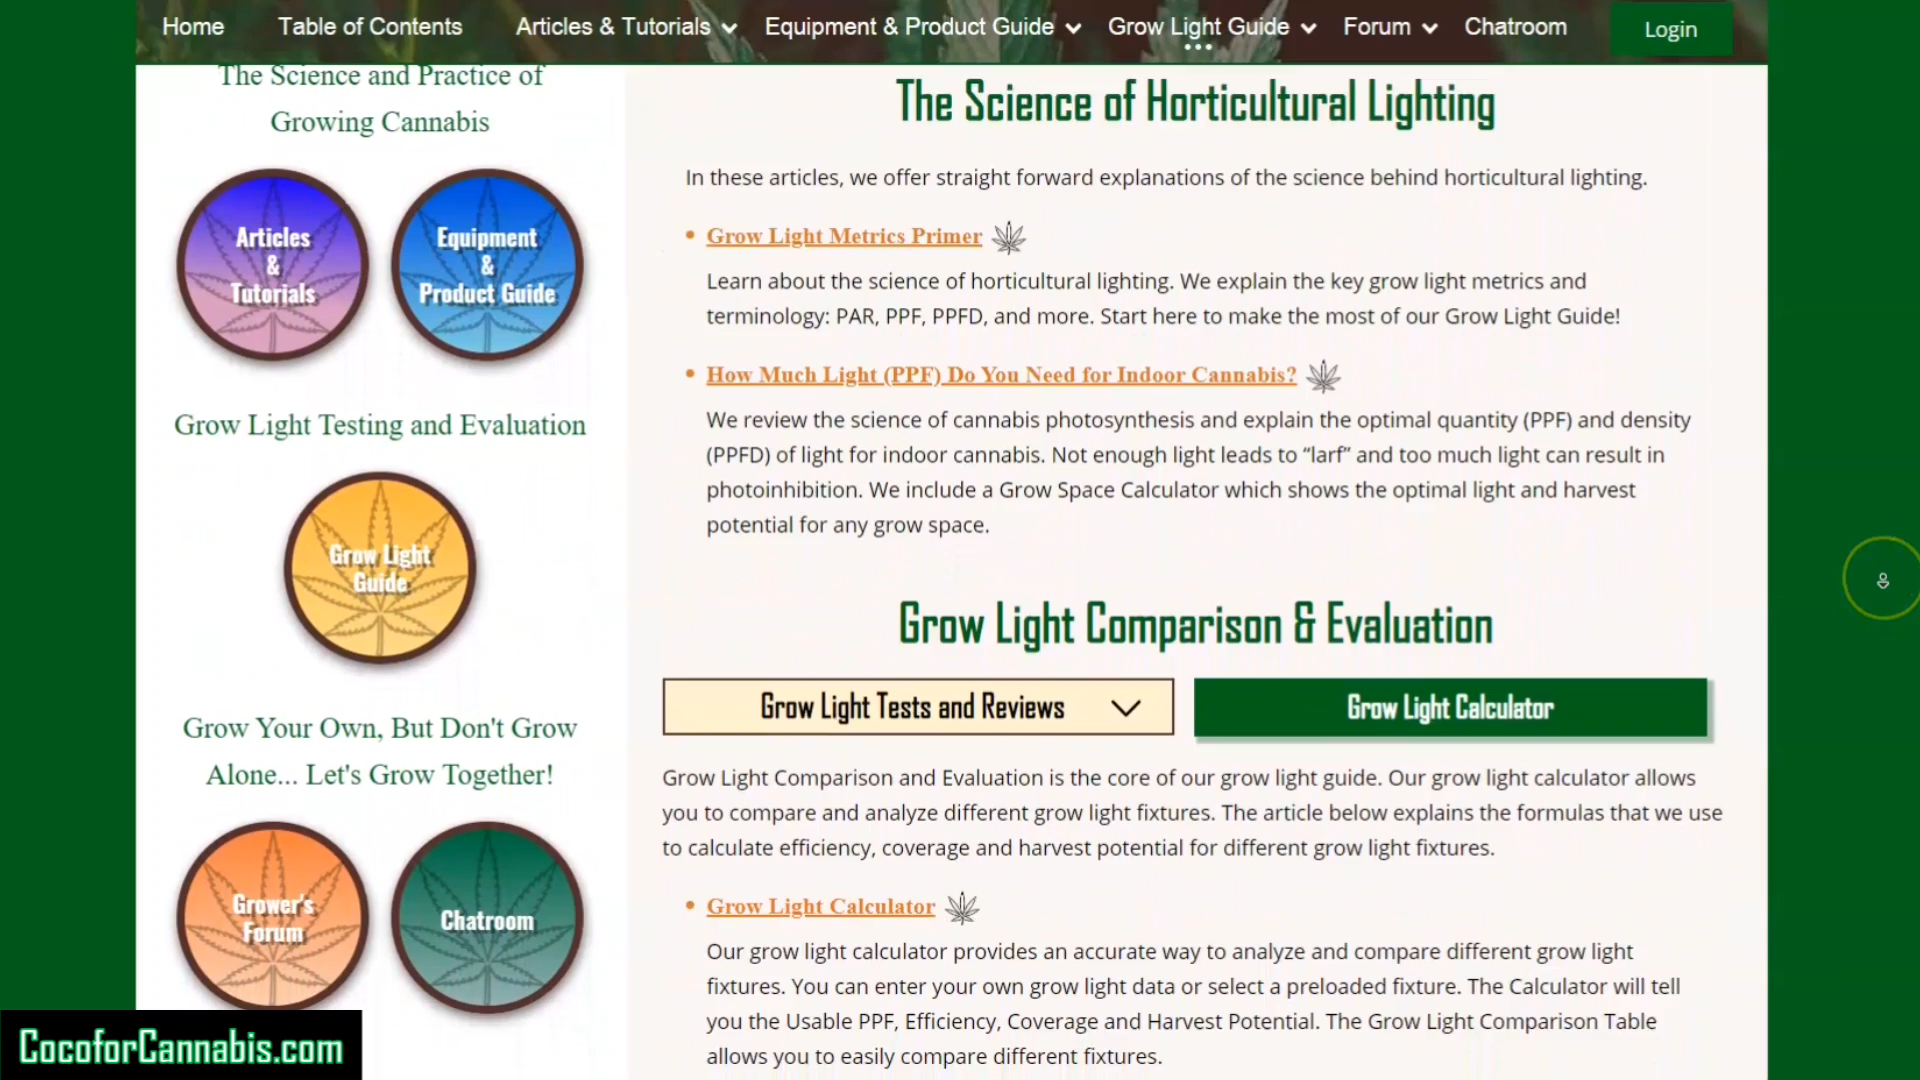 Home
Table of Contents
Articles & Tutorials
Equipment & Product Guide
Grow Light Guide
Forum
Chatroom
Login
The Science and Practice of
Growing Cannabis
Articles
&
Tutorials
Equipment
&
Product Guide
Grow Light Testing and Evaluation
Grow Light
Guide
Grow Your Own, But Don't Grow
Alone... Let's Grow Together!
Grower's
Forum
Chatroom
The Science of Horticultural Lighting
In these articles, we offer straight forward explanations of the science behind horticultural lighting.
• Grow Light Metrics Primer
Learn about the science of horticultural lighting. We explain the key grow light metrics and
terminology: PAR, PPF, PPFD, and more. Start here to make the most of our Grow Light Guide!
• How Much Light (PPF) Do You Need for Indoor Cannabis?
We review the science of cannabis photosynthesis and explain the optimal quantity (PPF) and density
(PPFD) of light for indoor cannabis. Not enough light leads to “larf” and too much light can result in
photoinhibition. We include a Grow Space Calculator which shows the optimal light and harvest
potential for any grow space.
Grow Light Comparison & Evaluation
Grow Light Tests and Reviews
Grow Light Calculator
Grow Light Comparison and Evaluation is the core of our grow light guide. Our grow light calculator allows
you to compare and analyze different grow light fixtures. The article below explains the formulas that we use
to calculate efficiency, coverage and harvest potential for different grow light fixtures.
• Grow Light Calculator
Our grow light calculator provides an accurate way to analyze and compare different grow light
fixtures. You can enter your own grow light data or select a preloaded fixture. The Calculator will tell
you the Usable PPF, Efficiency, Coverage and Harvest Potential. The Grow Light Comparison Table
allows you to easily compare different fixtures.
CocoforCannabis.com